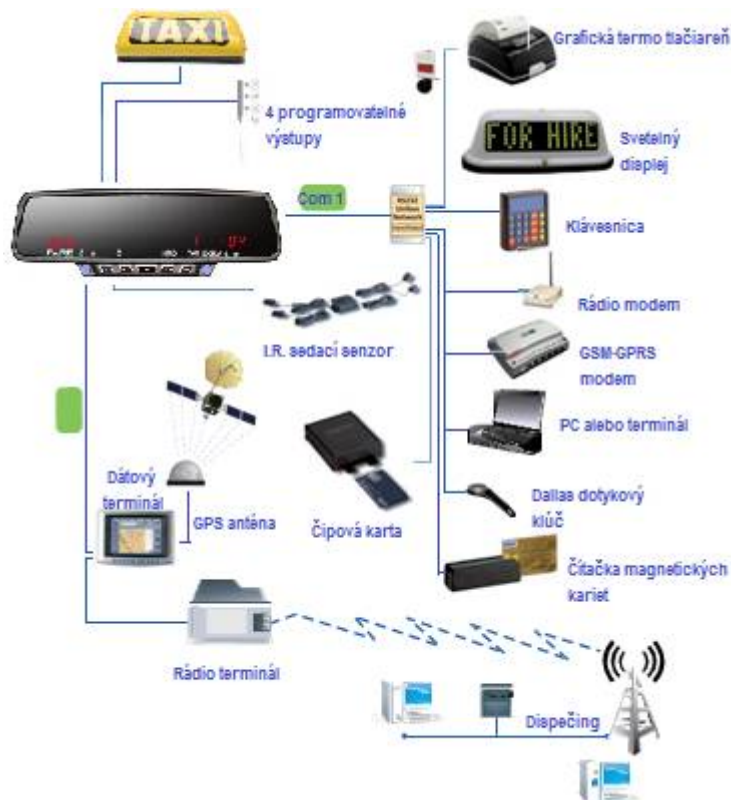 TAXI
Grafická termo tlačiareň
4 programovatelné
výstupy
FOR HIRE
Svetelný
displej
Com 1
Klávesnica
Rádio modem
I.R. sedací senzor
GSM-GPRS
modem
PC alebo terminál
Dátový
terminál
GPS anténa
Čipová karta
Dallas dotykový
kľúč
Čítačka magnetických
kariet
Rádio terminál
Dispečing